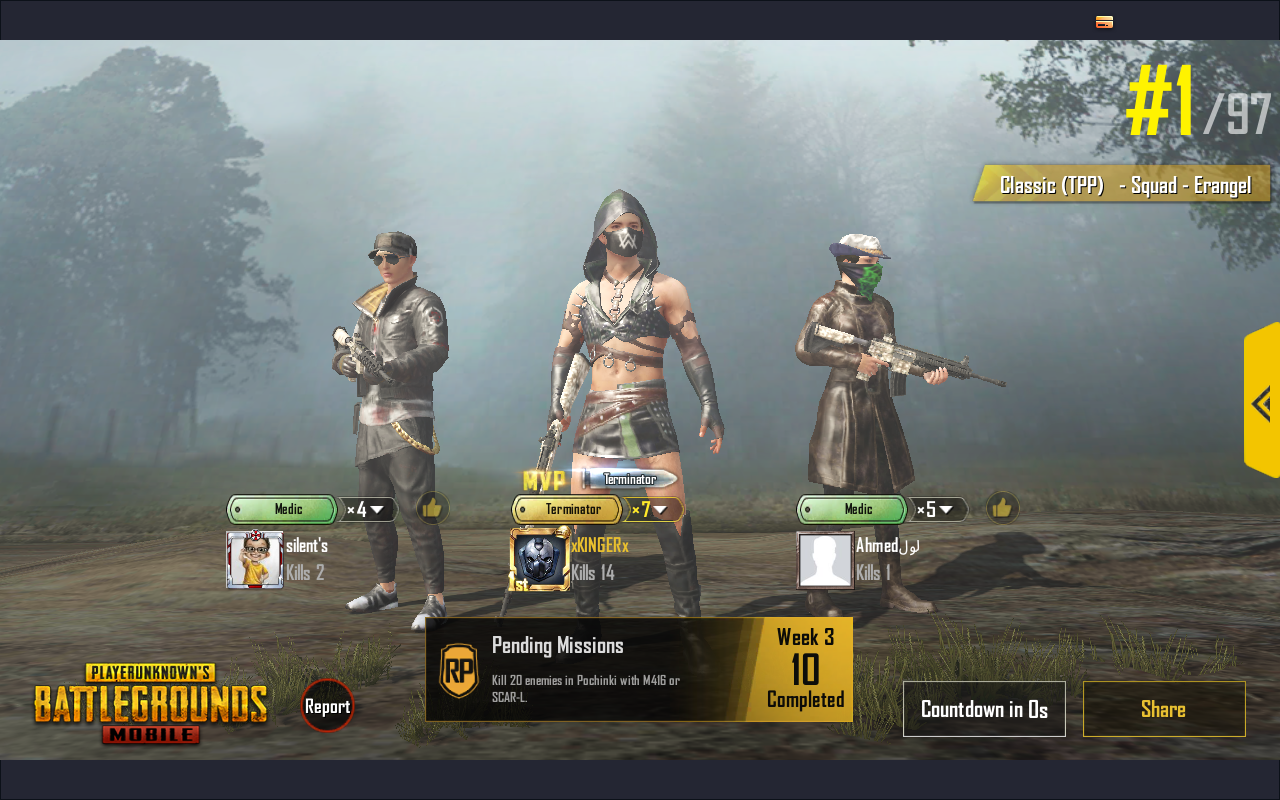 #1 /97
Classic (TPP) - Squad - Erangel
MVP Terminator
Medic ×4
Terminator ×7
Medic ×5
silent's
Kills 2
xKINGERx
Kills 14
1st
Ahmedلول
Kills 1
RP
Pending Missions
Kill 20 enemies in Pochinki with M416 or
SCAR-L.
Week 3
10
Completed
PLAYERUNKNOWN'S
BATTLEGROUNDS
MOBILE
Report
Countdown in 0s
Share